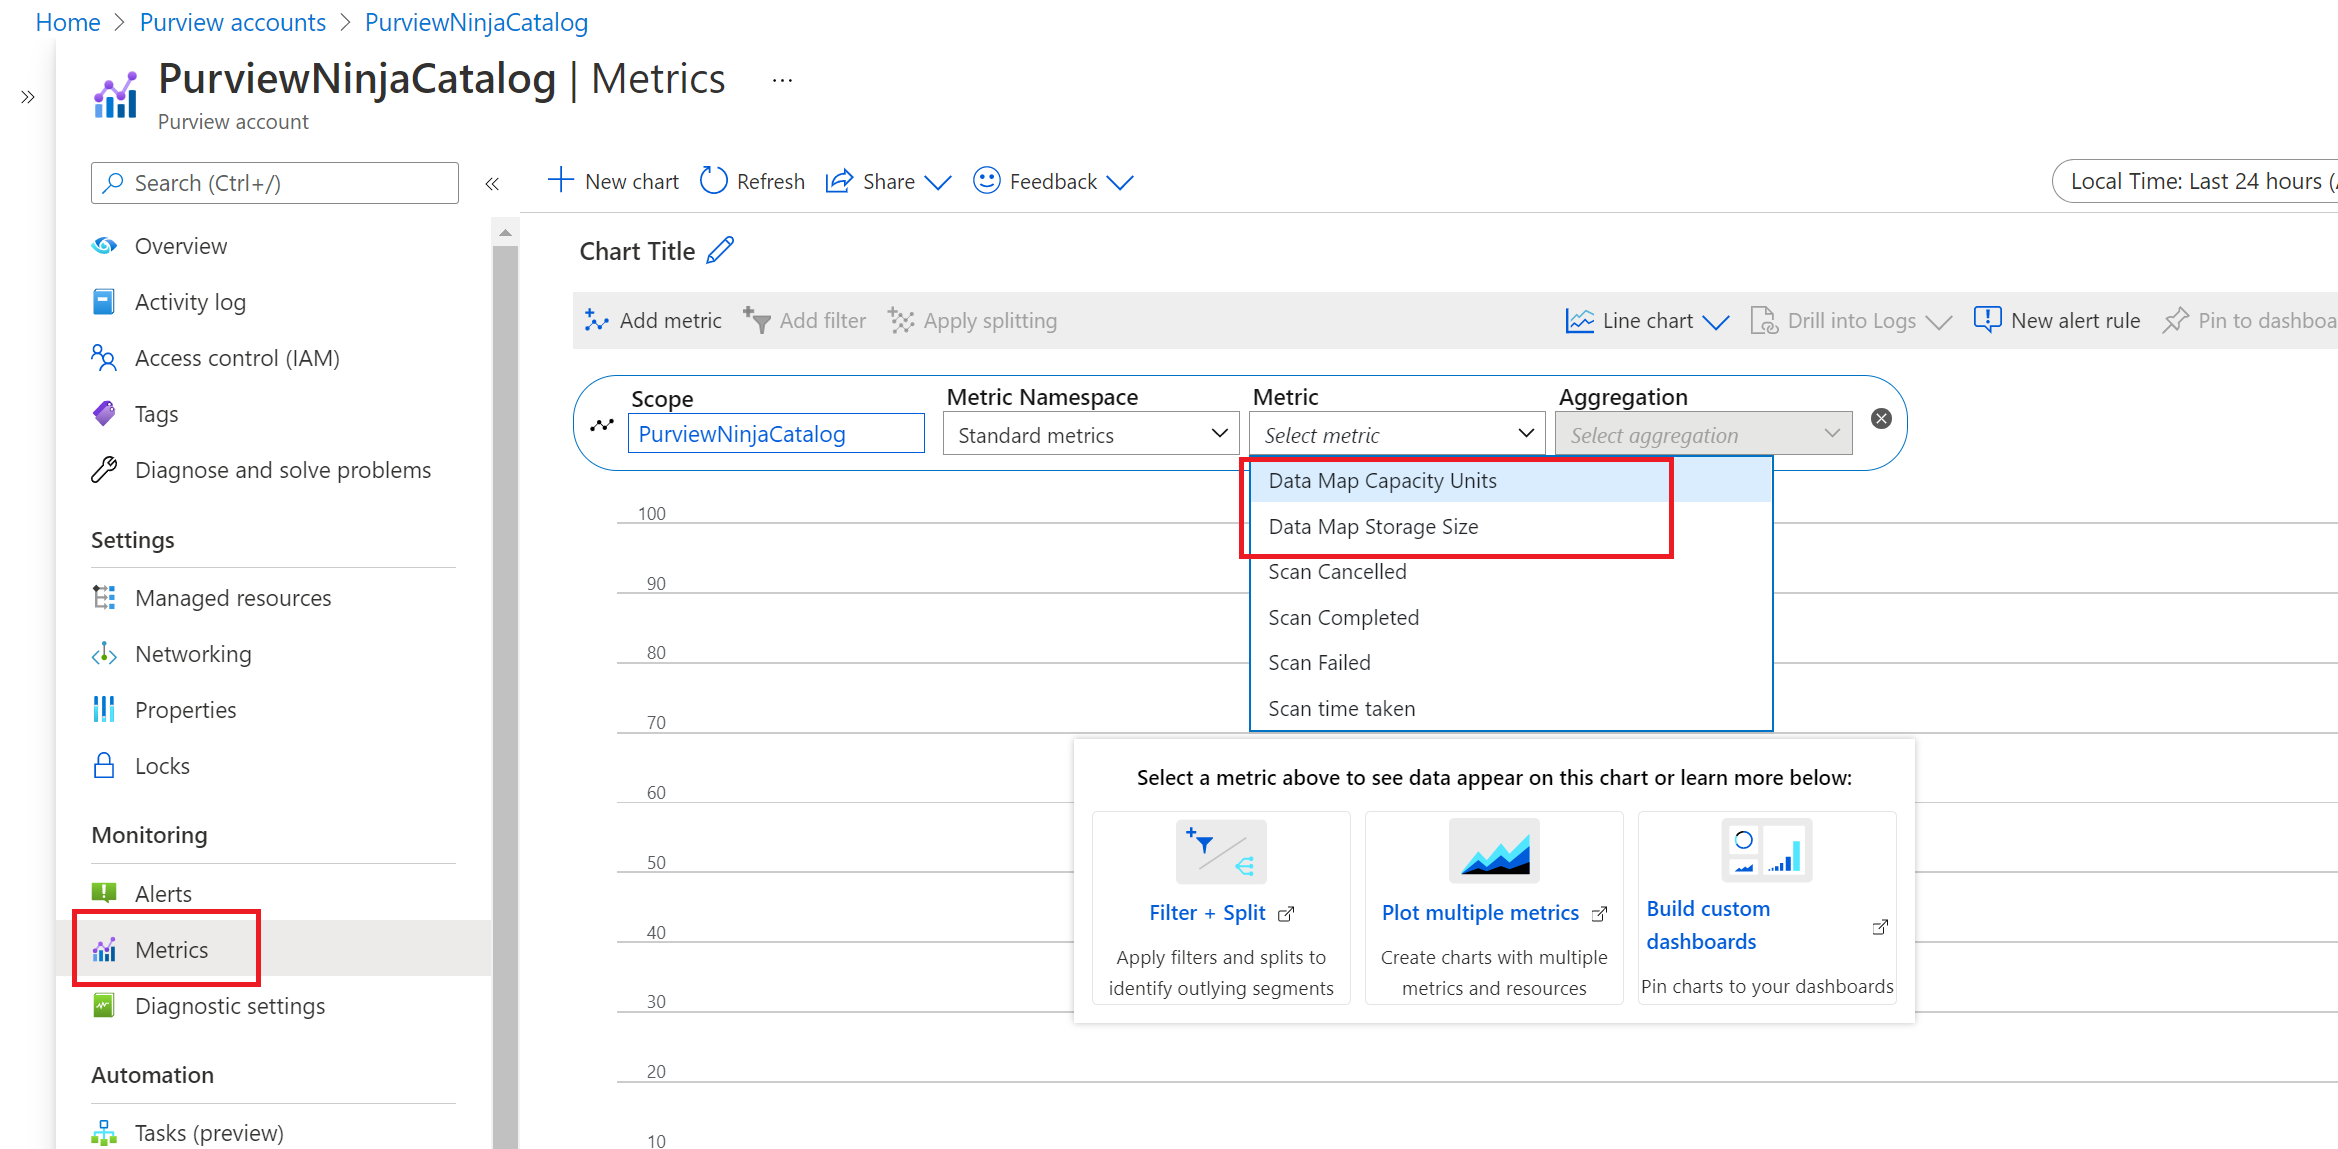 Home > Purview accounts > PurviewNinjaCatalog
PurviewNinjaCatalog | Metrics ...
Purview account
Search (Ctrl+/)
Overview
Activity log
Access control (IAM)
Tags
Diagnose and solve problems
Settings
Managed resources
Networking
Properties
Locks
Monitoring
Alerts
Metrics
Diagnostic settings
Automation
Tasks (preview)
New chart Refresh Share Feedback
Local Time: Last 24 hours (
Chart Title
Add metric Add filter Apply splitting
Line chart Drill into Logs New alert rule Pin to dashboa
Scope Metric Namespace Metric Aggregation
PurviewNinjaCatalog Standard metrics Select metric Select aggregation
Data Map Capacity Units
Data Map Storage Size
Scan Cancelled
Scan Completed
Scan Failed
Scan time taken
100
90
80
70
60
50
40
30
20
10
Select a metric above to see data appear on this chart or learn more below:
Filter + Split
Apply filters and splits to
identify outlying segments
Plot multiple metrics
Create charts with multiple
metrics and resources
Build custom
dashboards
Pin charts to your dashboards